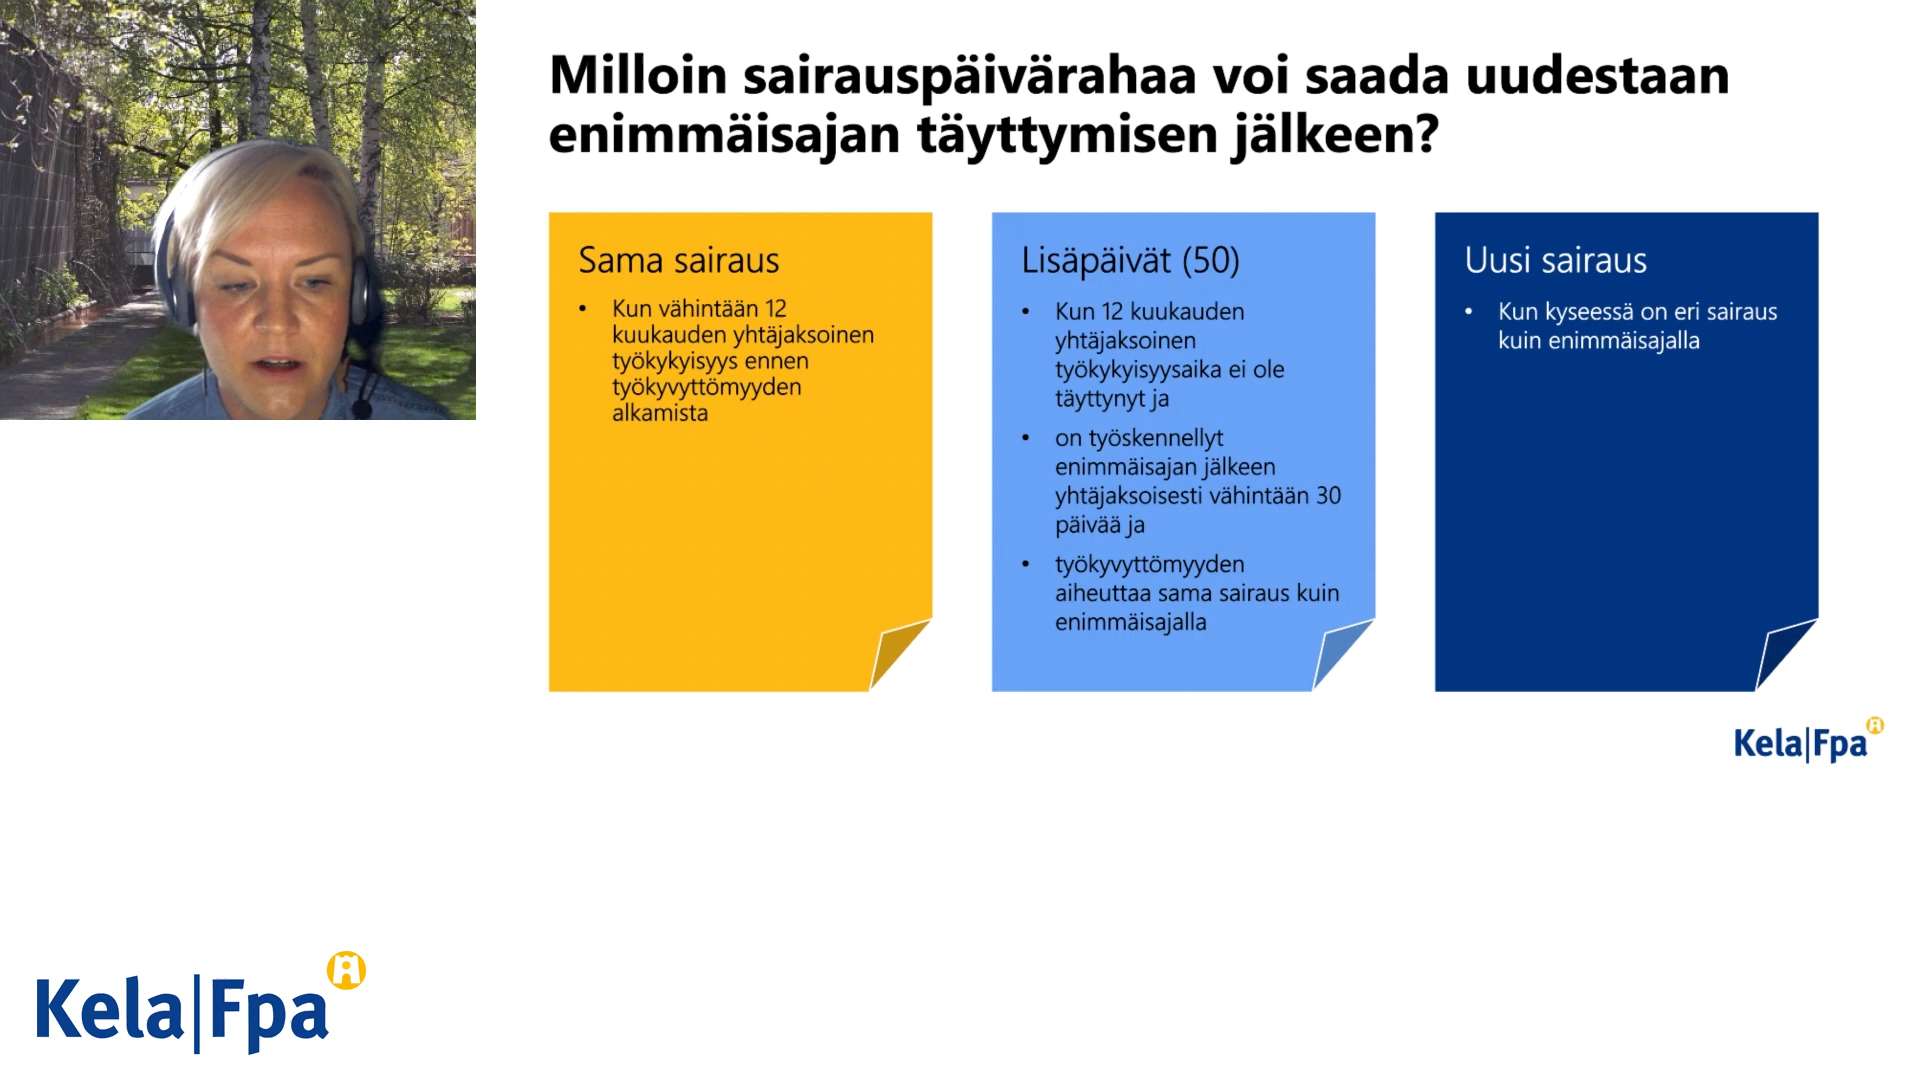 Milloin sairauspäivärahaa voi saada uudestaan
enimmäisajan täyttymisen jälkeen?
Sama sairaus
• Kun vähintään 12
kuukauden yhtäjaksoinen
työkykyisyys ennen
työkyvyttömyyden
alkamista
Lisäpäivät (50)
• Kun 12 kuukauden
yhtäjaksoinen
työkykyisyysaika ei ole
täyttynyt ja
• on työskennellyt
enimmäisajan jälkeen
yhtäjaksoisesti vähintään 30
päivää ja
• työkyvyttömyyden
aiheuttaa sama sairaus kuin
enimmäisajalla
Uusi sairaus
• Kun kyseessä on eri sairaus
kuin enimmäisajalla
Kela|Fpa
Kela|Fpa